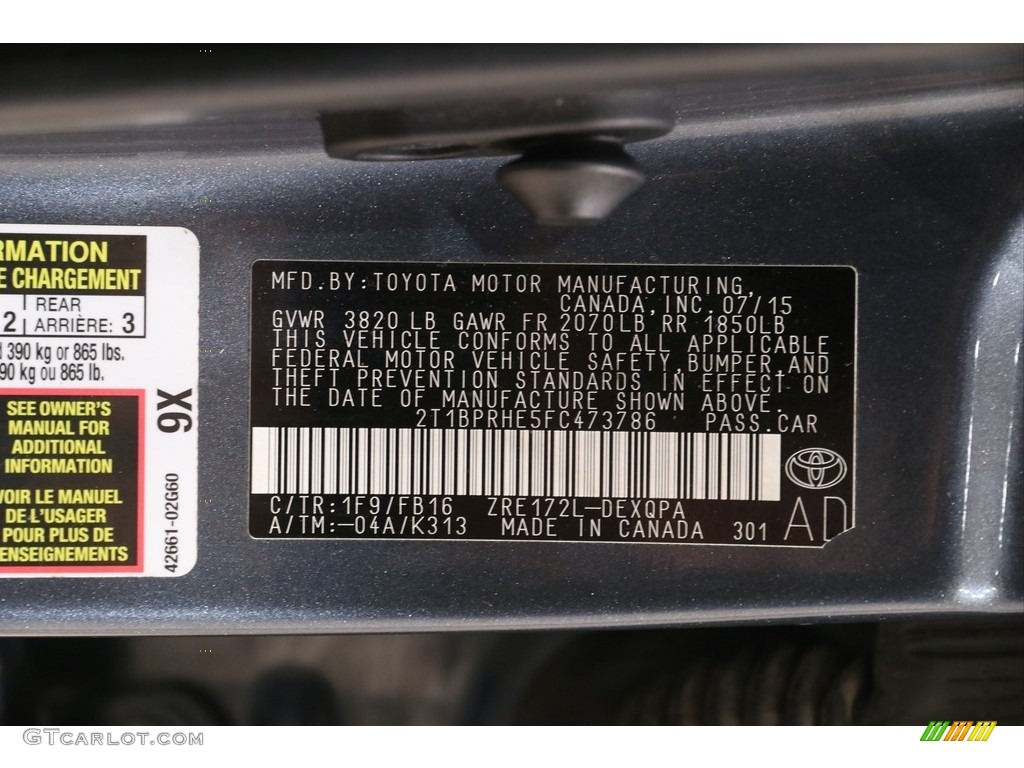 RMATION
E CHARGEMENT
2 REAR
ARRIÈRE: 3
390 kg or 865 lbs.
90 kg ou 865 lb.
SEE OWNER'S
MANUAL FOR
ADDITIONAL
INFORMATION
VOIR LE MANUEL
DE L'USAGER
POUR PLUS DE
RENSEIGNEMENTS
9X
42661-02G60
MFD.BY:TOYOTA MOTOR MANUFACTURING,
CANADA,INC.07/15
GVWR 3820LB GAWR FR 2070LB RR 1850LB
THIS VEHICLE CONFORMS TO ALL APPLICABLE
FEDERAL MOTOR VEHICLE SAFETY,BUMPER,AND
THEFT PREVENTION STANDARDS IN EFFECT ON
THE DATE OF MANUFACTURE SHOWN ABOVE.
2T1BPRHE5FC473786 PASS.CAR
C/TR:1F9/FB16 ZRE172L-DEXQPA
A/TM:-04A/K313 MADE IN CANADA 301
AD
GTcarlot.com